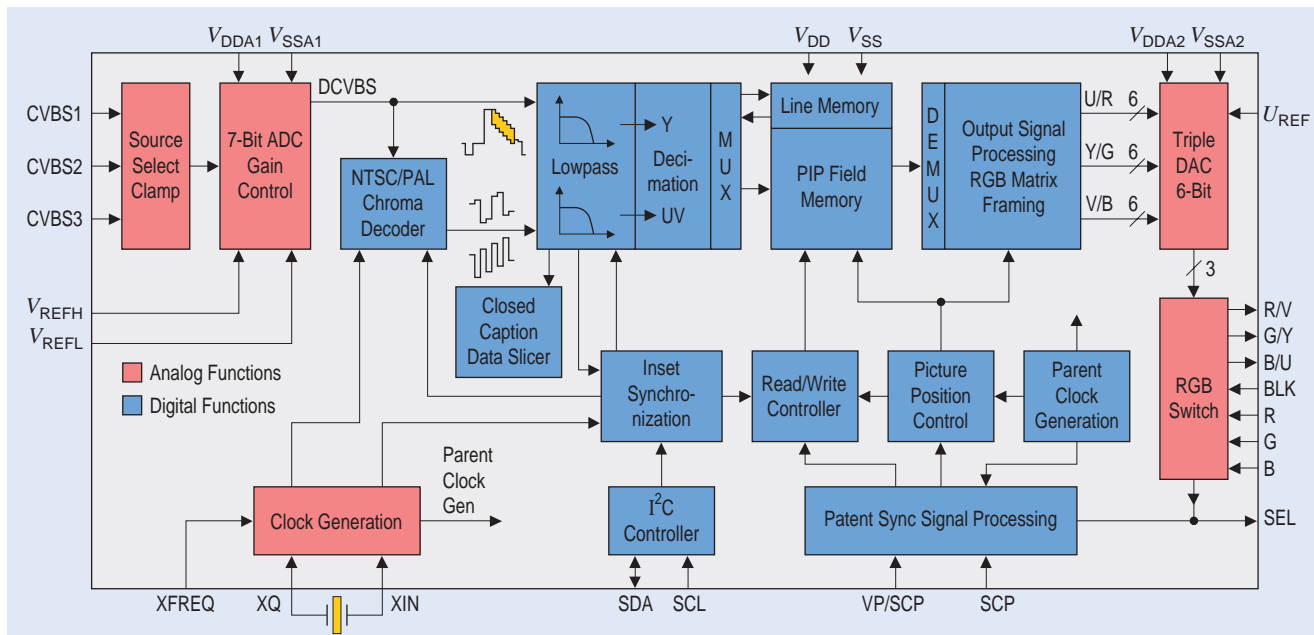 VDDA1
VSSA1
VDD
VSS
VDDA2
VSSA2
CVBS1
CVBS2
CVBS3
Source
Select
Clamp
7-Bit ADC
Gain
Control
DCVBS
NTSC/PAL
Chroma
Decoder
Lowpass
Y
Deci-
mation
UV
MUX
Line Memory
PIP Field
Memory
DEMUX
Output Signal
Processing
RGB Matrix
Framing
U/R 6
Y/G 6
V/B 6
Triple
DAC
6-Bit
UREF
3
VREFH
VREFL
Analog Functions
Digital Functions
Closed
Caption
Data Slicer
Inset
Synchro-
nization
Read/Write
Controller
Picture
Position
Control
Parent
Clock
Generation
RGB
Switch
R/V
G/Y
B/U
BLK
R
G
B
Clock Generation
Parent
Clock
Gen
I2C
Controller
Patent Sync Signal Processing
SEL
XFREQ
XQ
XIN
SDA
SCL
VP/SCP
SCP